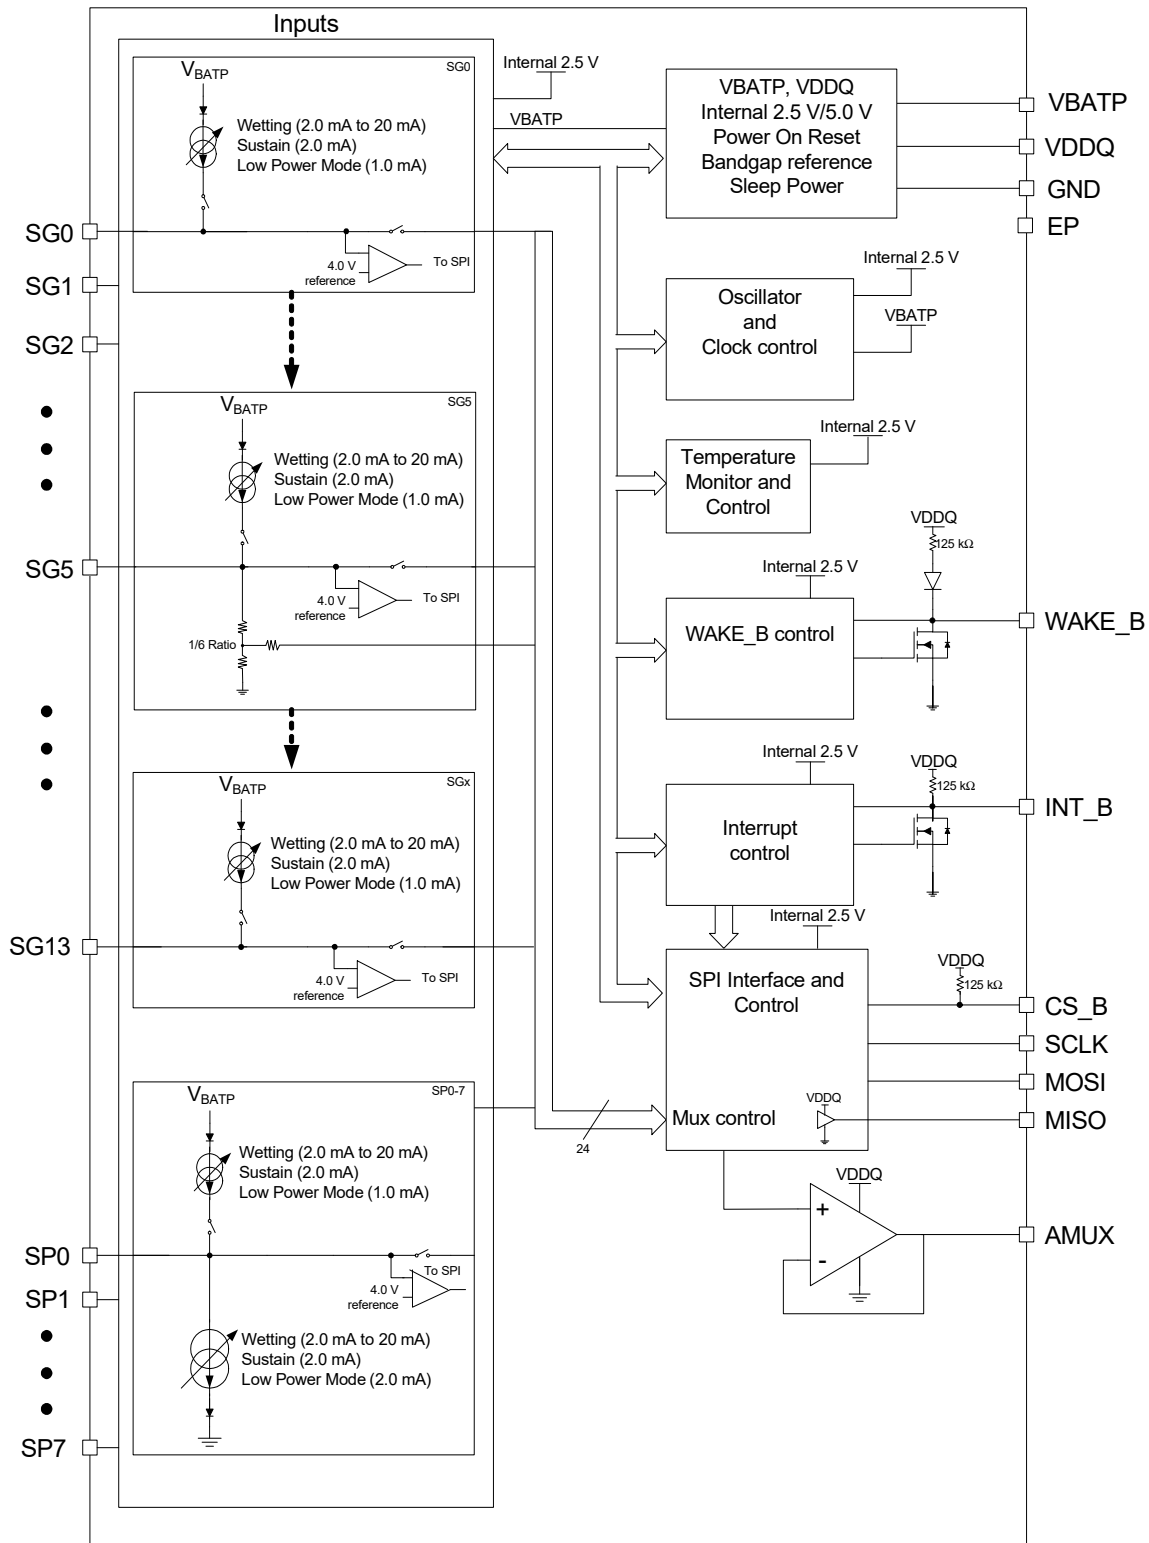 Inputs
SG0
VBATP
Wetting (2.0 mA to 20 mA)
Sustain (2.0 mA)
Low Power Mode (1.0 mA)
4.0 V
reference
To SPI
SG0
SG1
SG2
SG5
VBATP
Wetting (2.0 mA to 20 mA)
Sustain (2.0 mA)
Low Power Mode (1.0 mA)
4.0 V
reference
To SPI
1/6 Ratio
SG5
SGx
VBATP
Wetting (2.0 mA to 20 mA)
Sustain (2.0 mA)
Low Power Mode (1.0 mA)
4.0 V
reference
To SPI
SG13
SP0-7
VBATP
Wetting (2.0 mA to 20 mA)
Sustain (2.0 mA)
Low Power Mode (1.0 mA)
To SPI
4.0 V
reference
Wetting (2.0 mA to 20 mA)
Sustain (2.0 mA)
Low Power Mode (2.0 mA)
SP0
SP1
SP7
Internal 2.5 V
VBATP
VBATP, VDDQ
Internal 2.5 V/5.0 V
Power On Reset
Bandgap reference
Sleep Power
VBATP
VDDQ
GND
EP
Internal 2.5 V
Oscillator
and
Clock control
VBATP
Internal 2.5 V
Temperature
Monitor and
Control
VDDQ
125 kΩ
Internal 2.5 V
WAKE_B control
WAKE_B
Internal 2.5 V
VDDQ
125 kΩ
Interrupt
control
INT_B
Internal 2.5 V
SPI Interface and
Control
VDDQ
125 kΩ
CS_B
SCLK
MOSI
MISO
VDDQ
Mux control
24
VDDQ
+
-
AMUX